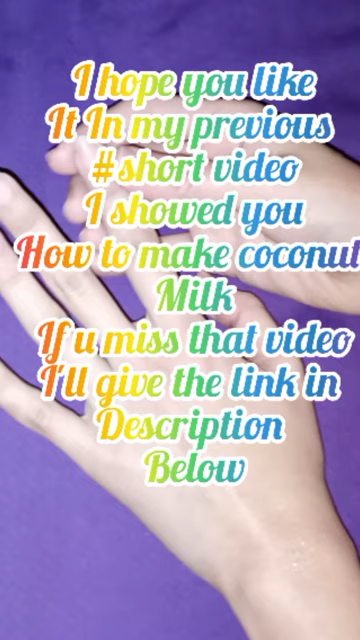 I hope you like
It In my previous
#short video
I showed you
How to make coconut
Milk
If u miss that video
I'll give the link in
Description
Below